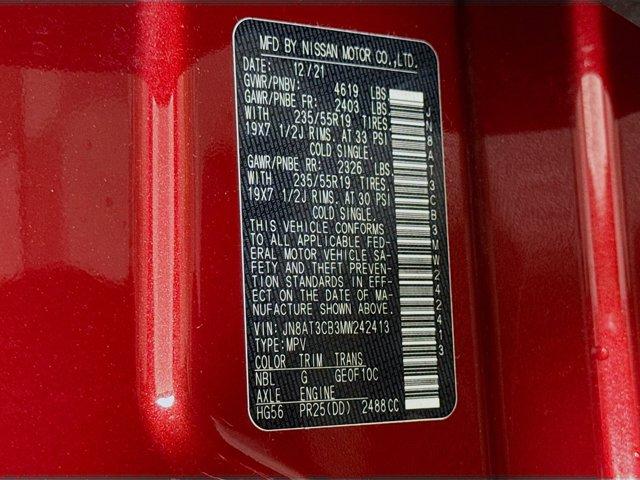 MFD BY NISSAN MOTOR CO.,LTD.
DATE: 12/21
GVWR/PNBV: 4619 LBS
GAWR/PNBE FR: 2403 LBS.
WITH 235/55R19 TIRES.
19X7 1/2J RIMS. AT 33 PSI
COLD SINGLE.
GAWR/PNBE RR: 2326 LBS.
WITH 235/55R19 TIRES.
19X7 1/2J RIMS. AT 30 PSI
COLD SINGLE.
THIS VEHICLE CONFORMS
TO ALL APPLICABLE FED-
ERAL MOTOR VEHICLE SA-
FETY AND THEFT PREVEN-
TION STANDARDS IN EFF-
ECT ON THE DATE OF MA-
NUFACTURE SHOWN ABOVE.
VIN: JN8AT3CB3MW242413
TYPE: MPV
COLOR TRIM TRANS
NBL G GE0F10C
AXLE ENGINE
HG56 PR25(DD) 2488CC
JN8AT3CB3MW242413